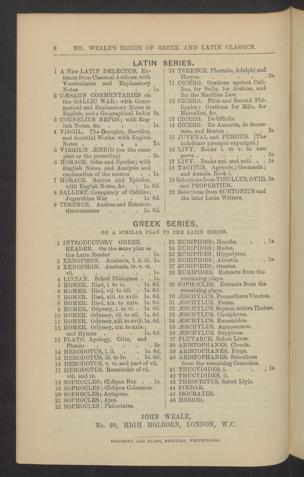 8 MR. WEALE'S SERIES OF GREEK AND LATIN CLASSICS.
LATIN SERIES.
1 A New LATIN DELECTUS, Ex-
tracts from Classical Authors, with
Vocabularies and Explanatory
Notes 1s.
2 CÆSAR'S COMMENTARIES on
the GALLIC WAR; with Gram-
matical and Explanatory Notes in
English, and a Geographical Index 2s.
3 CORNELIUS NEPOS; with Eng-
lish Notes, &c. 1s.
4 VIRGIL. The Georgics, Bucolics,
and doubtful Works; with English
Notes 1s.
5 VIRGIL'S ÆNEID (on the same
plan as the preceding) 2s.
6 HORACE. Odes and Epodes; with
English Notes, and Analysis and
explanation of the metres 1s.
7 HORACE. Satires and Epistles,
with English Notes, &c. 1s. 6d.
8 SALLUST. Conspiracy of Catiline,
Jugurthine War 1s. 6d.
9 TERENCE. Andrea and Heauton-
timorumenos 1s. 6d.
10 TERENCE. Phormio, Adelphi and
Hecyra 2s.
11 CICERO. Orations against Cati-
line, for Sulla, for Archias, and
for the Manilian Law.
12 CICERO. First and Second Phi-
lippics; Orations for Milo, for
Marcellus, &c.
13 CICERO. De Officiis.
14 CICERO. De Amicitia, de Senec-
tute, and Brutus 2s.
15 JUVENAL and PERSIUS. (The
indelicate passages expurged.)
16 LIVY. Books i. to v. in two
parts 3s.
17 LIVY. Books xxi. and xxii. 1s.
18 TACITUS. Agricola; Germania;
and Annals, Book i.
19 Selections from TIBULLUS, OVID,
and PROPERTIUS. 2s.
20 Selections from SUETONIUS and
the later Latin Writers.
GREEK SERIES,
ON A SIMILAR PLAN TO THE LATIN SERIES.
1 INTRODUCTORY GREEK
READER. On the same plan as
the Latin Reader 1s.
2 XENOPHON. Anabasis, i. ii. iii. 1s.
3 XENOPHON. Anabasis, iv. v. vi.
vii. 1s.
4 LUCIAN. Select Dialogues 1s.
5 HOMER. Iliad, i. to vi. 1s. 6d.
6 HOMER. Iliad, vii. to xii. 1s. 6d.
7 HOMER. Iliad, xiii. to xviii. 1s. 6d.
8 HOMER. Iliad, xix. to xxiv. 1s. 6d.
9 HOMER. Odyssey, i. to vi. 1s. 6d.
10 HOMER. Odyssey, vii. to xii. 1s. 6d.
11 HOMER. Odyssey, xiii. to xviii. 1s. 6d.
12 HOMER. Odyssey, xix. to xxiv.;
and Hymns 1s. 6d.
13 PLATO. Apology, Crito, and
Phædo 2s.
14 HERODOTUS, i. ii. 1s. 6d.
15 HERODOTUS, iii. to iv. 1s. 6d.
16 HERODOTUS, v. vi. and part of vii.
17 HERODOTUS. Remainder of vii.
viii. and ix.
18 SOPHOCLES; Œdipus Rex 1s.
19 SOPHOCLES; Œdipus Coloneus.
20 SOPHOCLES; Antigone.
21 SOPHOCLES; Ajax.
22 SOPHOCLES; Philoctetes.
23 EURIPIDES; Hecuba 1s.
24 EURIPIDES; Medea.
25 EURIPIDES; Hippolytus.
26 EURIPIDES; Alcestis. 1s.
27 EURIPIDES; Orestes.
28 EURIPIDES. Extracts from the
remaining plays.
29 SOPHOCLES. Extracts from the
remaining plays.
30 ÆSCHYLUS. Prometheus Vinctus.
31 ÆSCHYLUS. Persæ.
32 ÆSCHYLUS. Septem contra Thebas.
33 ÆSCHYLUS. Choëphoræ.
34 ÆSCHYLUS. Eumenides.
35 ÆSCHYLUS. Agamemnon.
36 ÆSCHYLUS. Supplices.
37 PLUTARCH. Select Lives.
38 ARISTOPHANES. Clouds.
39 ARISTOPHANES. Frogs.
40 ARISTOPHANES. Selections
from the remaining Comedies.
41 THUCYDIDES, i. 1s.
42 THUCYDIDES, ii.
43 THEOCRITUS, Select Idyls.
44 PINDAR.
45 ISOCRATES.
46 HESIOD.
JOHN WEALE,
No. 59, HIGH HOLBORN, LONDON, W.C.
BRADBURY AND EVANS, PRINTERS, WHITEFRIARS.